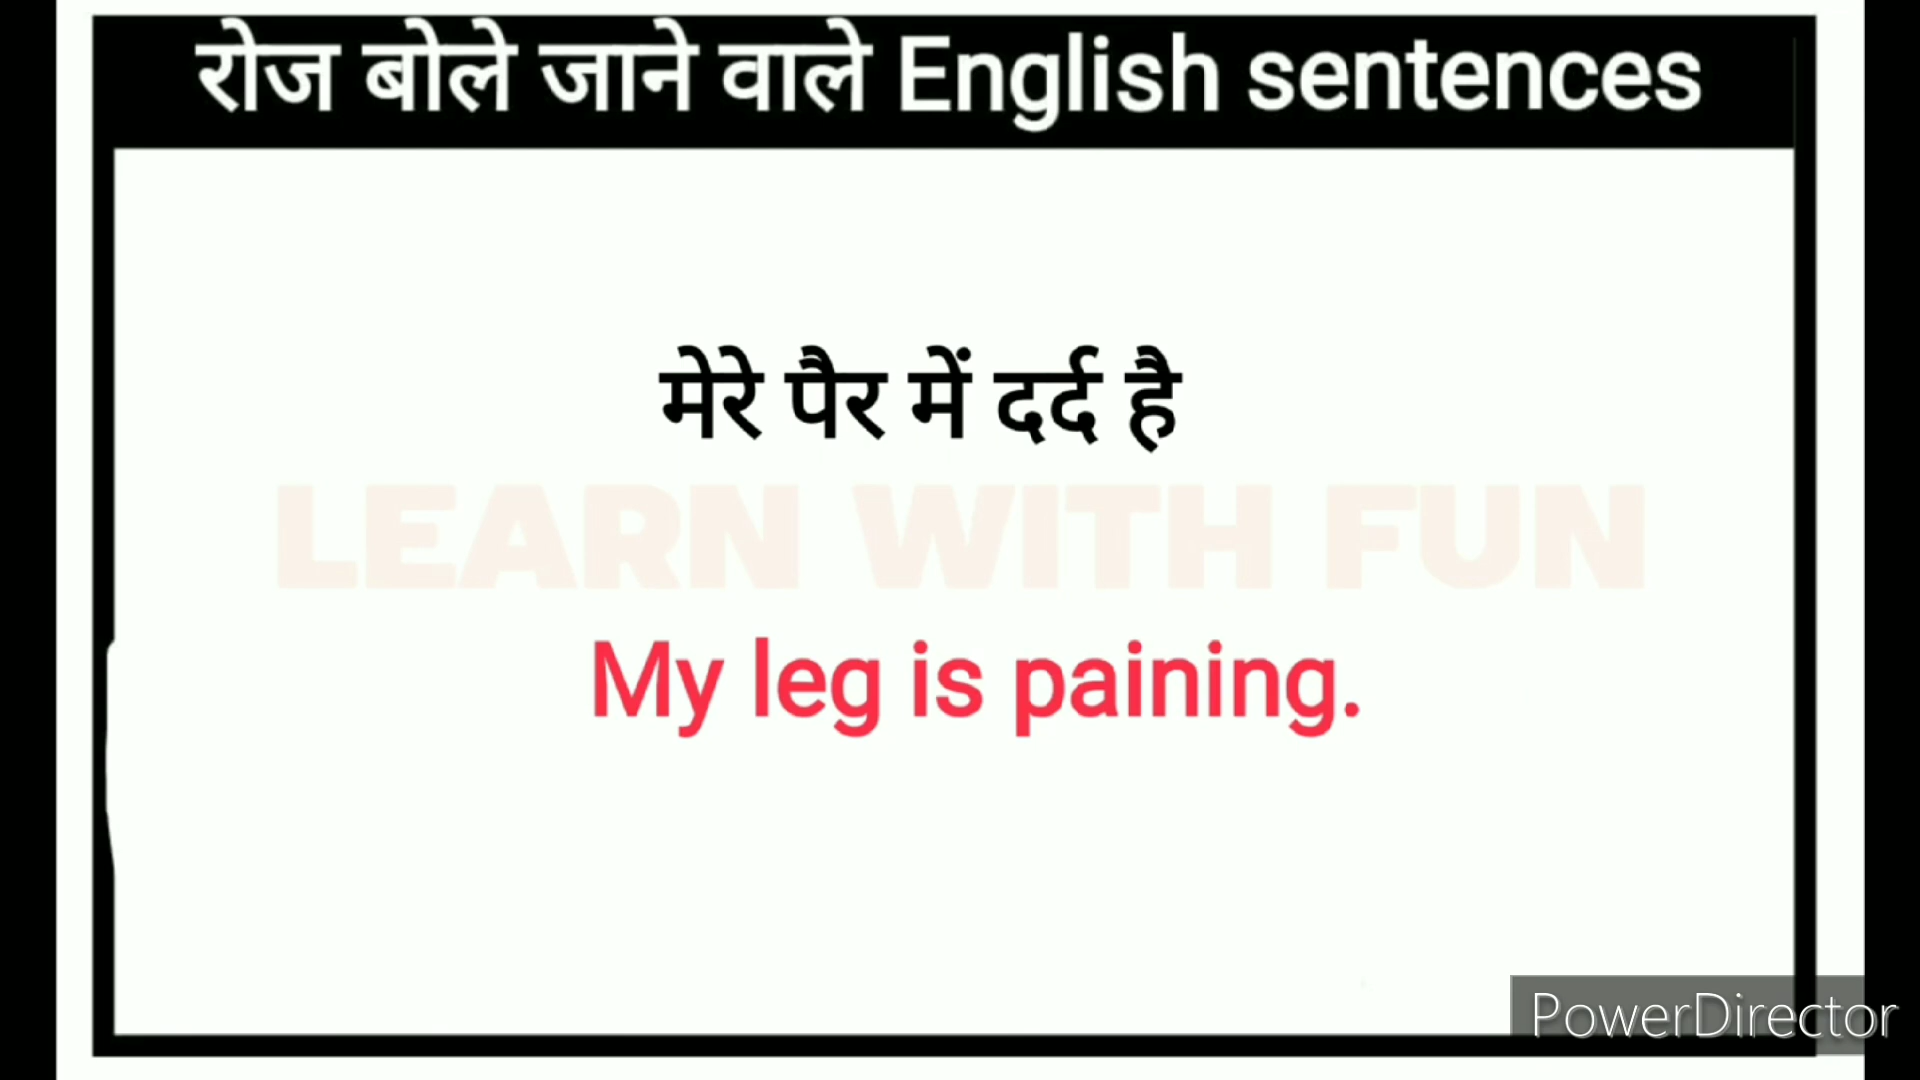 रोज बोले जाने वाले English sentences
मेरे पैर में दर्द है
LEARN WITH FUN
My leg is paining.
PowerDirector